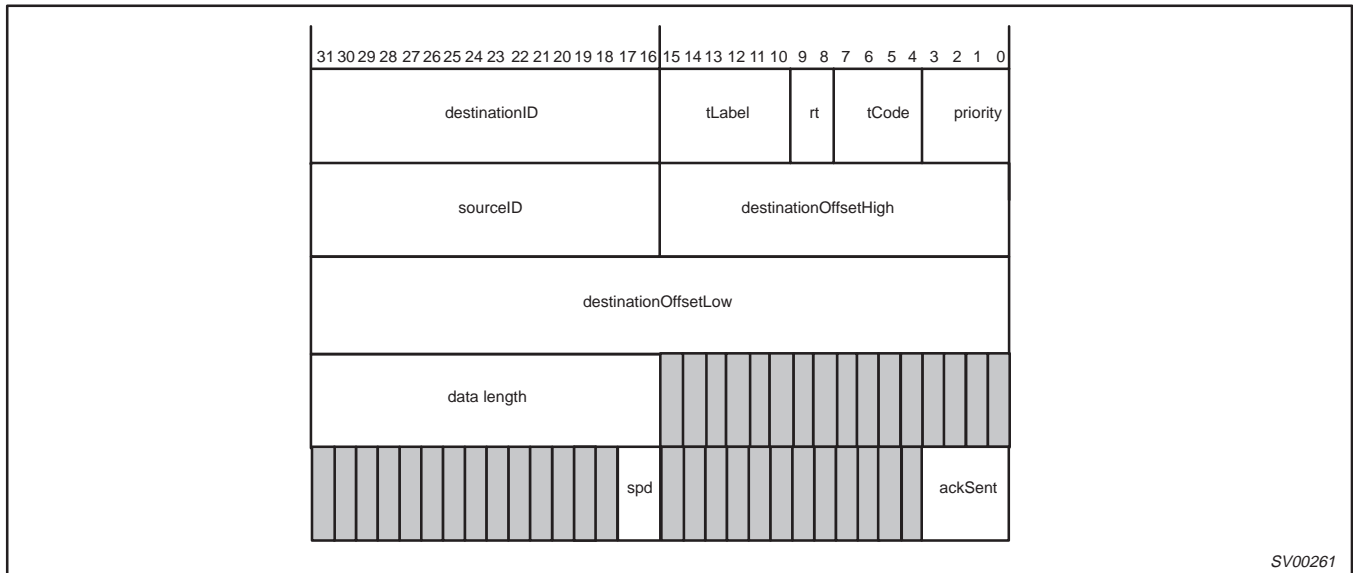 31 30 29 28 27 26 25 24 23 22 21 20 19 18 17 16 15 14 13 12 11 10 9 8 7 6 5 4 3 2 1 0
destinationID tLabel rt tCode priority
sourceID destinationOffsetHigh
destinationOffsetLow
data length
spd ackSent
SV00261